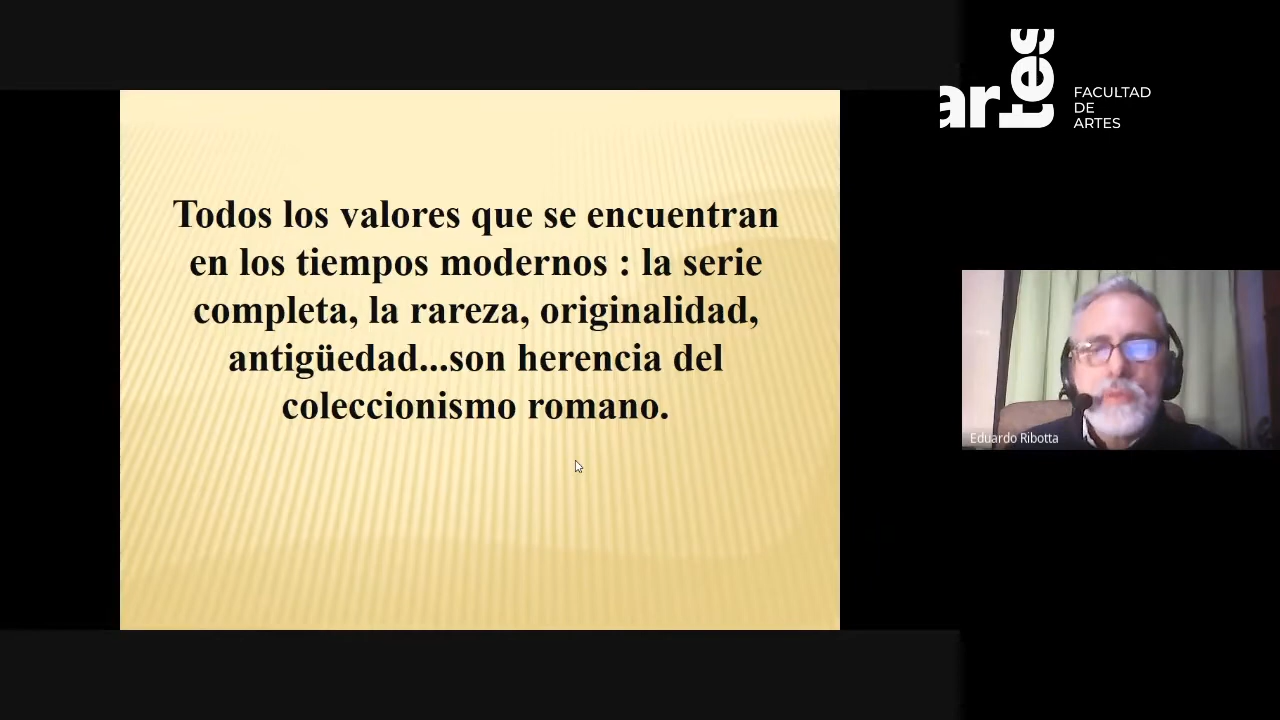 Todos los valores que se encuentran
en los tiempos modernos : la serie
completa, la rareza, originalidad,
antigüedad...son herencia del
coleccionismo romano.
artes
FACULTAD
DE
ARTES
Eduardo Ribotta